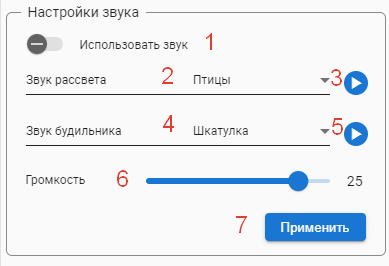 Настройки звука
Использовать звук 1
Звук рассвета 2 Птицы 3
Звук будильника 4 Шкатулка 5
Громкость 6 25
7 Применить